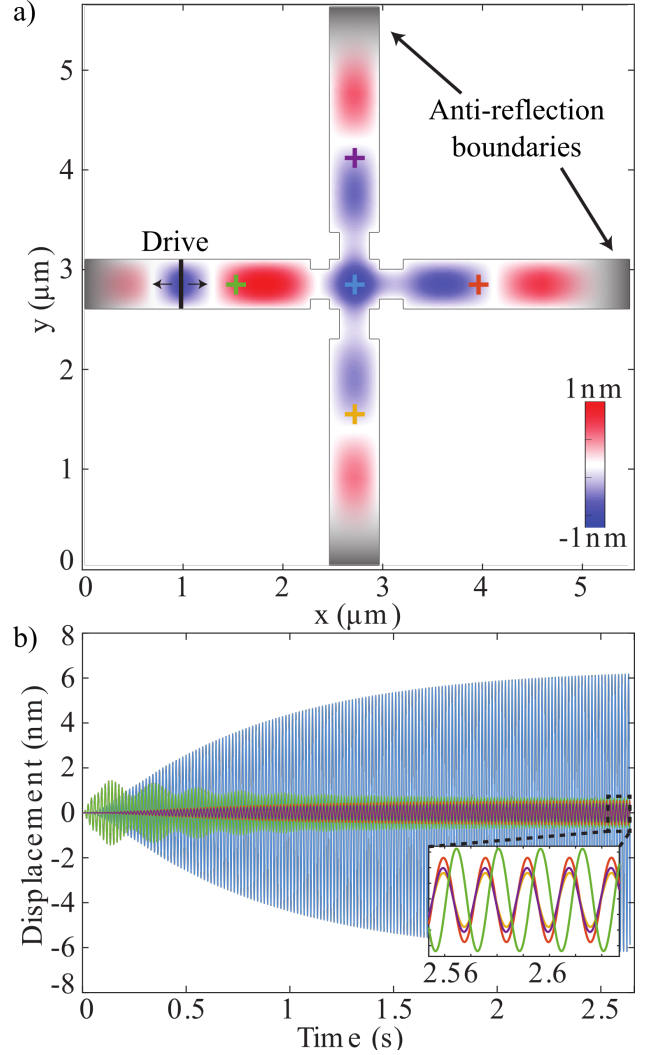 a)
5
4
3
2
1
0
y (μm)
Anti-reflection
boundaries
Drive
1nm
-1nm
0 1 2 3 4 5
x (μm)
b)
8
6
4
2
0
-2
-4
-6
-8
Displacement (nm)
2.56 2.6
0 0.5 1 1.5 2 2.5
Time (s)